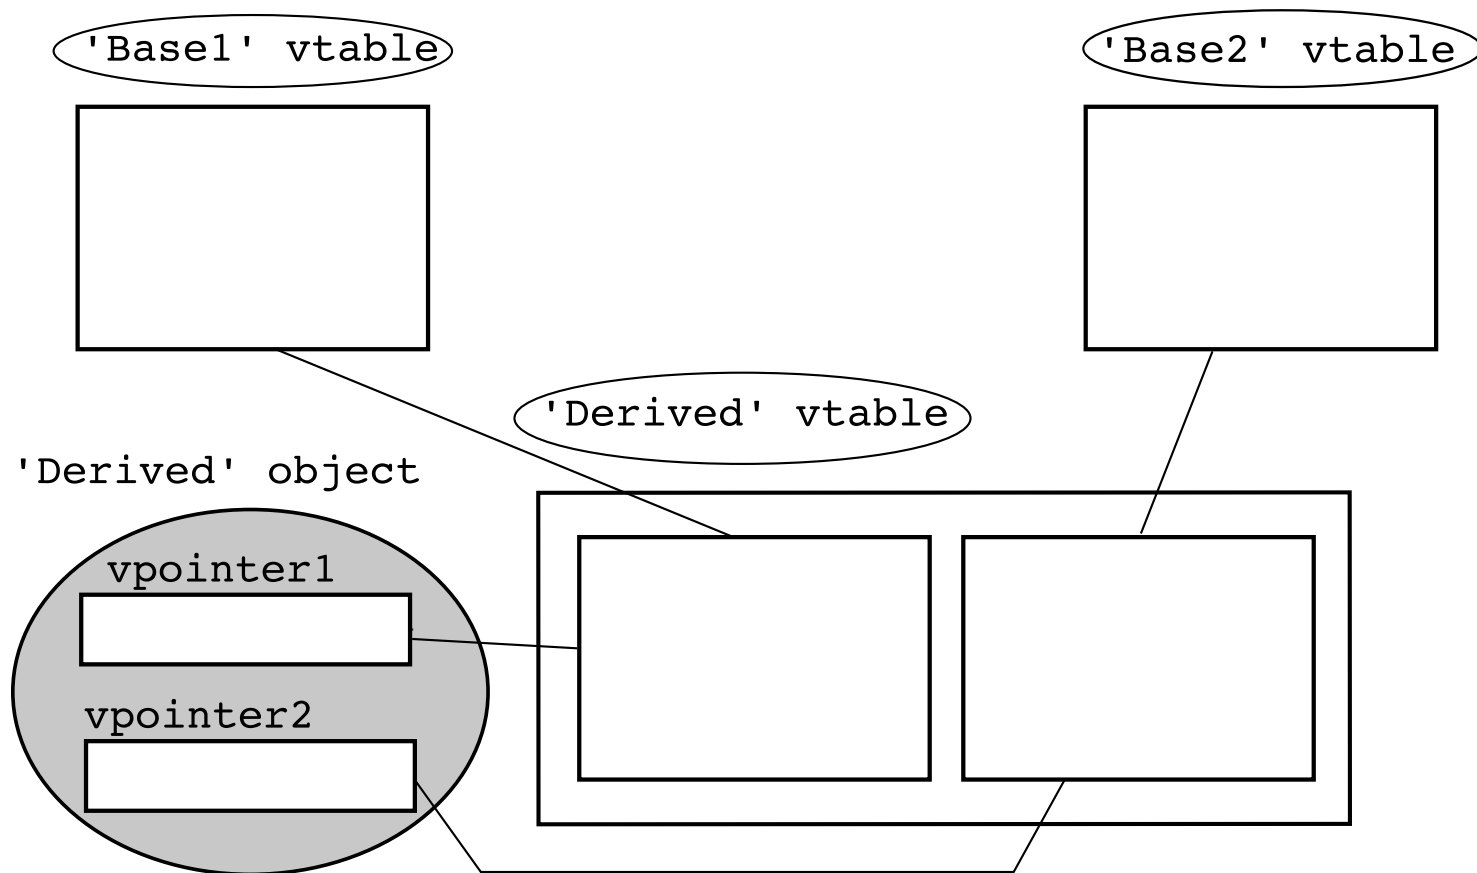 'Base1' vtable
'Base2' vtable
'Derived' vtable
'Derived' object
vpointer1
vpointer2